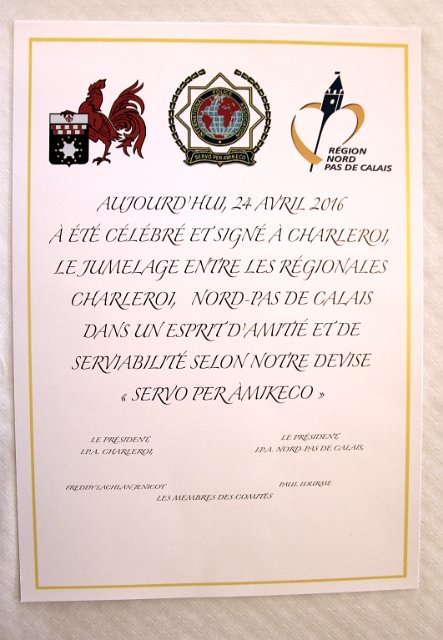 INTERNATIONAL POLICE ASSOCIATION
SERVO PER AMIKECO
RÉGION
NORD
PAS DE CALAIS
AUJOURD'HUI, 24 AVRIL 2016
À ÉTÉ CÉLÉBRÉ ET SIGNÉ À CHARLEROI,
LE JUMELAGE ENTRE LES RÉGIONALES
CHARLEROI, NORD-PAS DE CALAIS
DANS UN ESPRIT D'AMITIÉ ET DE
SERVIABILITÉ SELON NOTRE DEVISE
« SERVO PER ÀMIKECO »
LE PRÉSIDENT,
I.P.A. CHARLEROI,
LE PRÉSIDENT,
I.P.A. NORD-PAS DE CALAIS,
FREDDY LACHLAN JENICOT
PAUL LOURME
LES MEMBRES DES COMITÉS